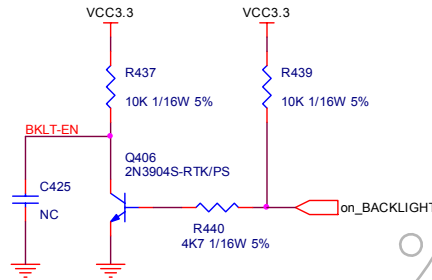 VCC3.3
VCC3.3
R437
10K 1/16W 5%
R439
10K 1/16W 5%
BKLT-EN
Q406
2N3904S-RTK/PS
C425
NC
R440
4K7 1/16W 5%
on_BACKLIGHT